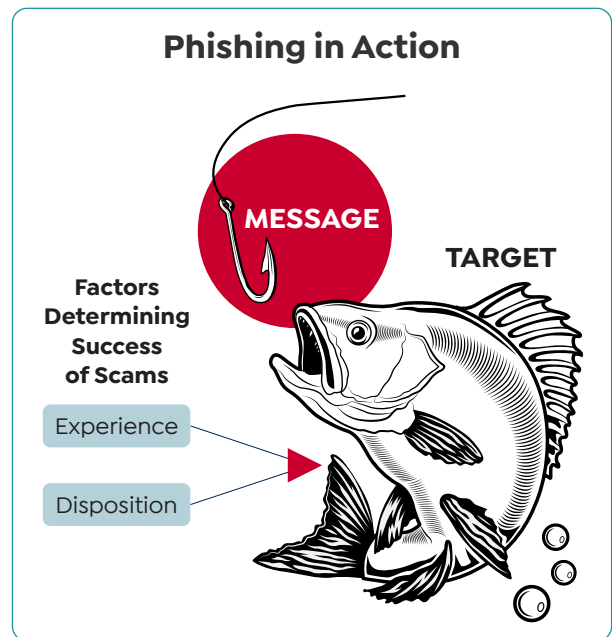 Phishing in Action
MESSAGE
TARGET
Factors
Determining
Success
of Scams
Experience
Disposition